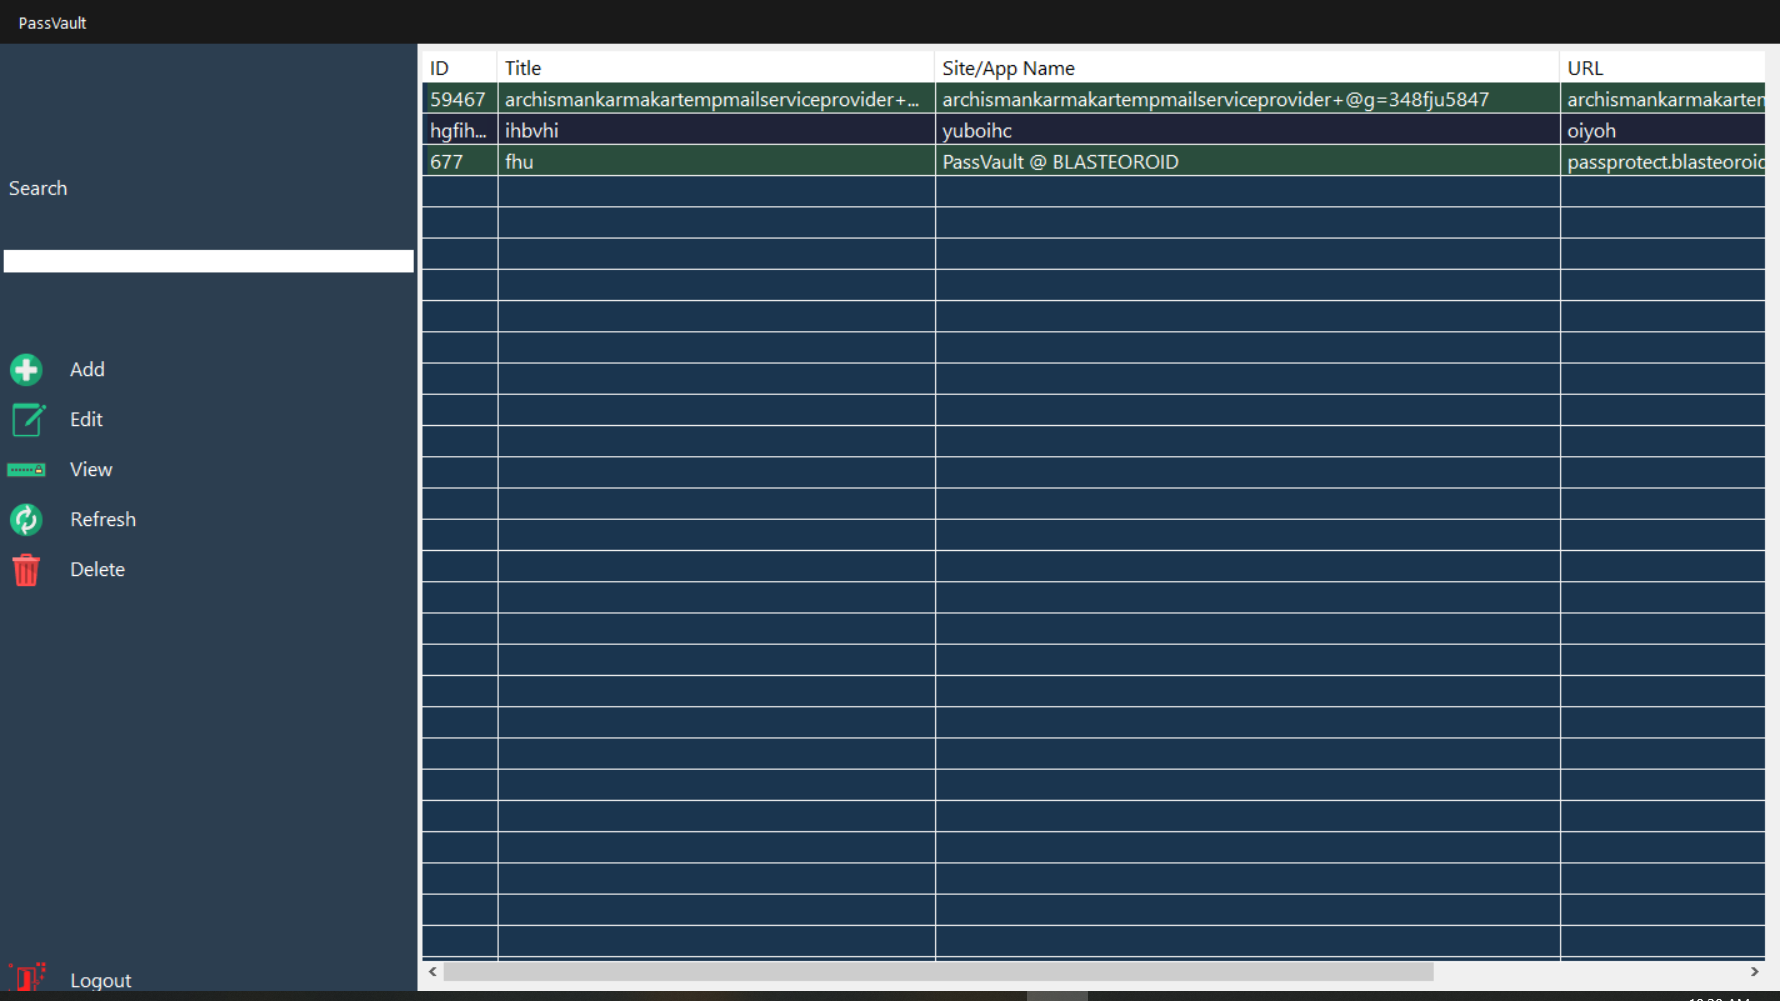 PassVault
Search
Add
Edit
View
Refresh
Delete
Logout
ID Title Site/App Name URL
59467 archismankarmakartempmailserviceprovider+... archismankarmakartempmailserviceprovider+@g=348fju5847 archismankarmakarten
hgfih... ihbvhi yuboihc oiyoh
677 fhu PassVault @ BLASTEOROID passprotect.blasteoroid